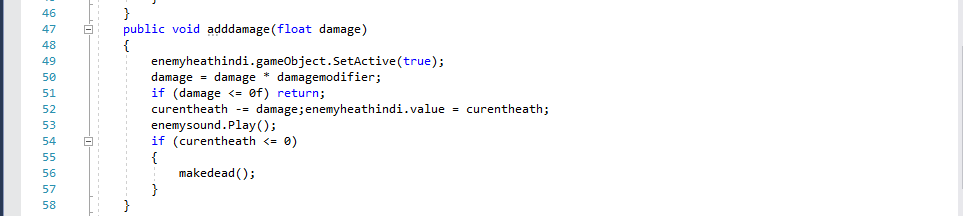 46 }
47 public void adddamage(float damage)
48 {
49 enemyheathindi.gameObject.SetActive(true);
50 damage = damage * damagemodifier;
51 if (damage <= 0f) return;
52 curentheath -= damage;enemyheathindi.value = curentheath;
53 enemysound.Play();
54 if (curentheath <= 0)
55 {
56 makedead();
57 }
58 }